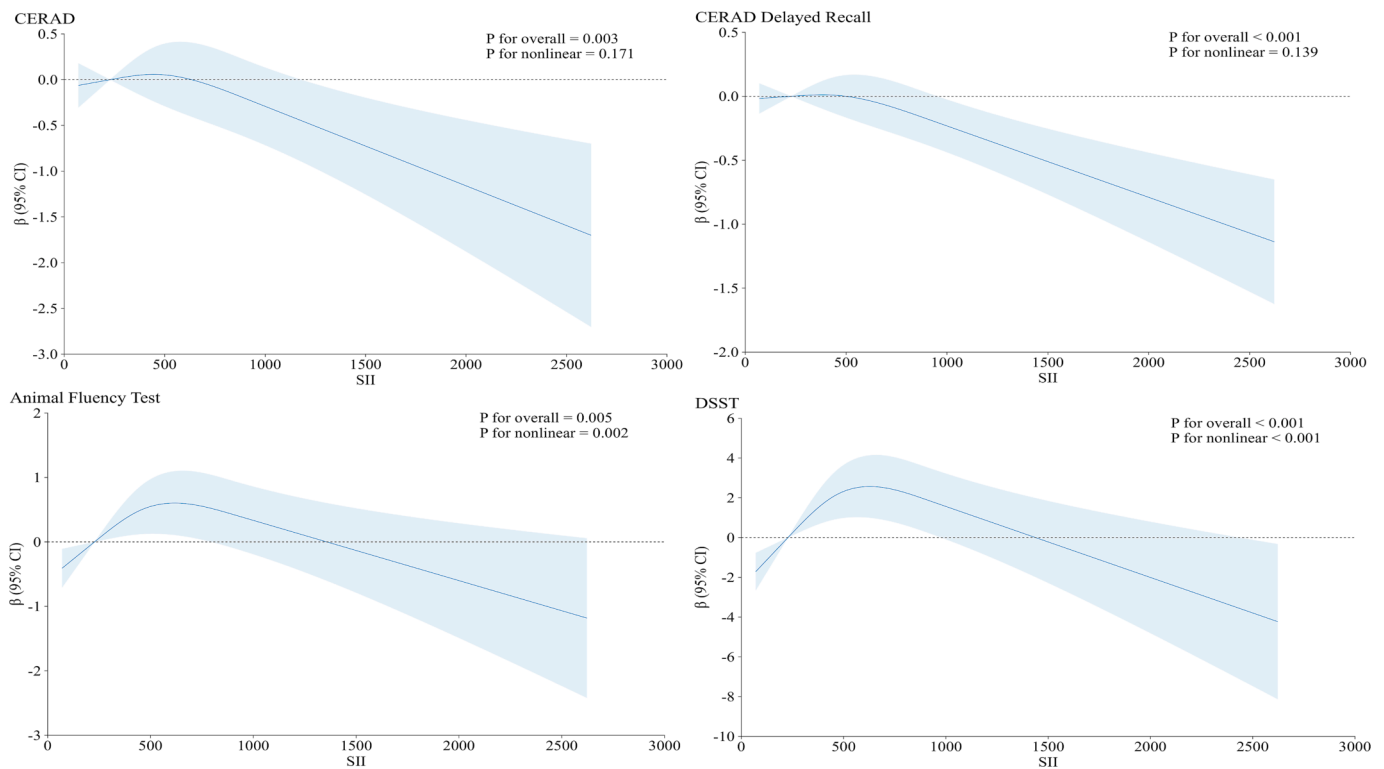 CERAD
P for overall = 0.003
P for nonlinear = 0.171
β (95% CI)
0.5
0.0
-0.5
-1.0
-1.5
-2.0
-2.5
-3.0
0 500 1000 1500 2000 2500 3000
SII
CERAD Delayed Recall
P for overall < 0.001
P for nonlinear = 0.139
β (95% CI)
0.5
0.0
-0.5
-1.0
-1.5
-2.0
0 500 1000 1500 2000 2500 3000
SII
Animal Fluency Test
P for overall = 0.005
P for nonlinear = 0.002
β (95% CI)
2
1
0
-1
-2
-3
0 500 1000 1500 2000 2500 3000
SII
DSST
P for overall < 0.001
P for nonlinear < 0.001
β (95% CI)
6
4
2
0
-2
-4
-6
-8
-10
0 500 1000 1500 2000 2500 3000
SII